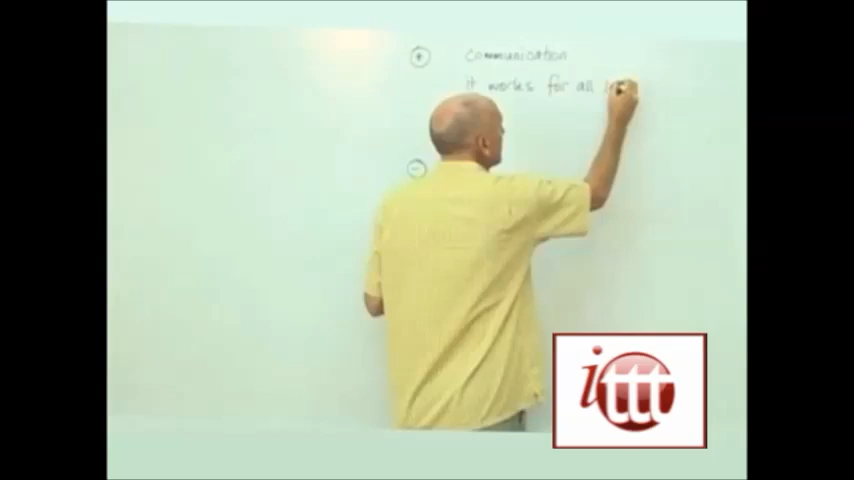 + communication
it works for all
-
ittt